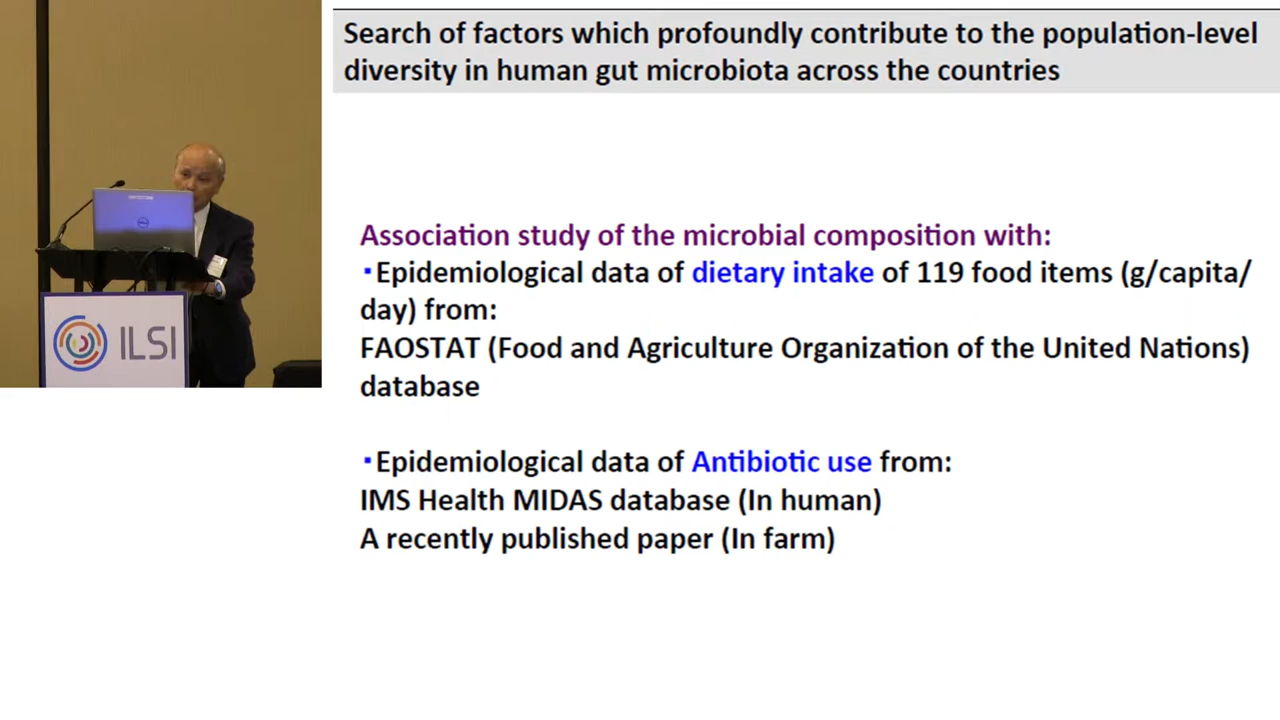 Search of factors which profoundly contribute to the population-level
diversity in human gut microbiota across the countries
Association study of the microbial composition with:
・Epidemiological data of dietary intake of 119 food items (g/capita/
day) from:
FAOSTAT (Food and Agriculture Organization of the United Nations)
database
・Epidemiological data of Antibiotic use from:
IMS Health MIDAS database (In human)
A recently published paper (In farm)
ILSI